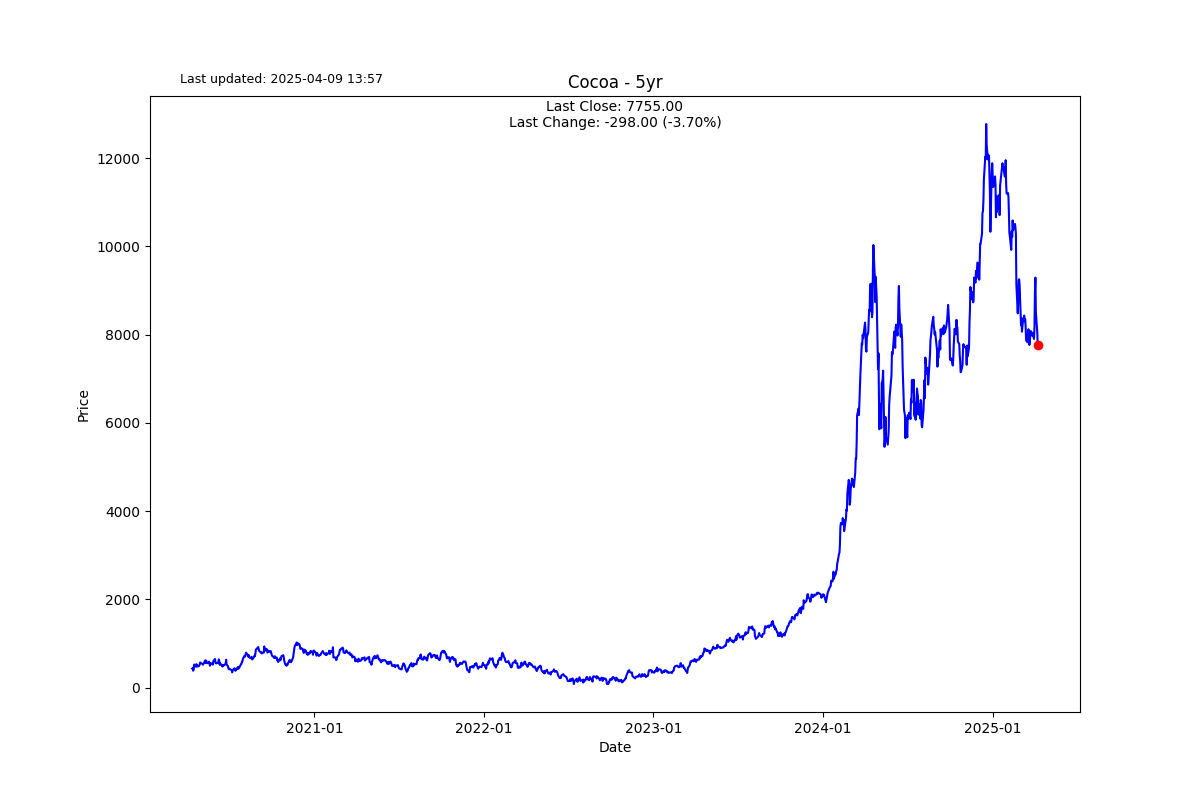 Last updated: 2025-04-09 13:57
Cocoa - 5yr
Last Close: 7755.00
Last Change: -298.00 (-3.70%)
12000
10000
8000
6000
4000
2000
0
Price
2021-01
2022-01
2023-01
2024-01
2025-01
Date